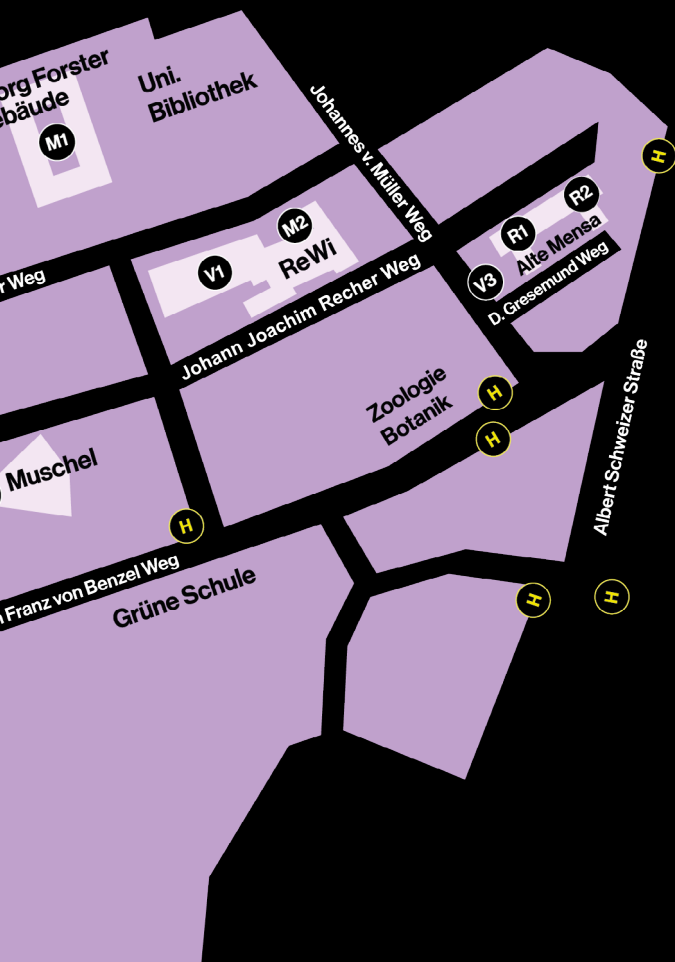 org Forster
ebäude
M1
Uni.
Bibliothek
Johannes v. Müller Weg
H
R2
R1
Alte Mensa
V3
D. Gresemund Weg
M2
V1
ReWi
r Weg
Johann Joachim Recher Weg
Zoologie
Botanik
H
H
Albert Schweizer Straße
Muschel
H
Franz von Benzel Weg
Grüne Schule
H
H